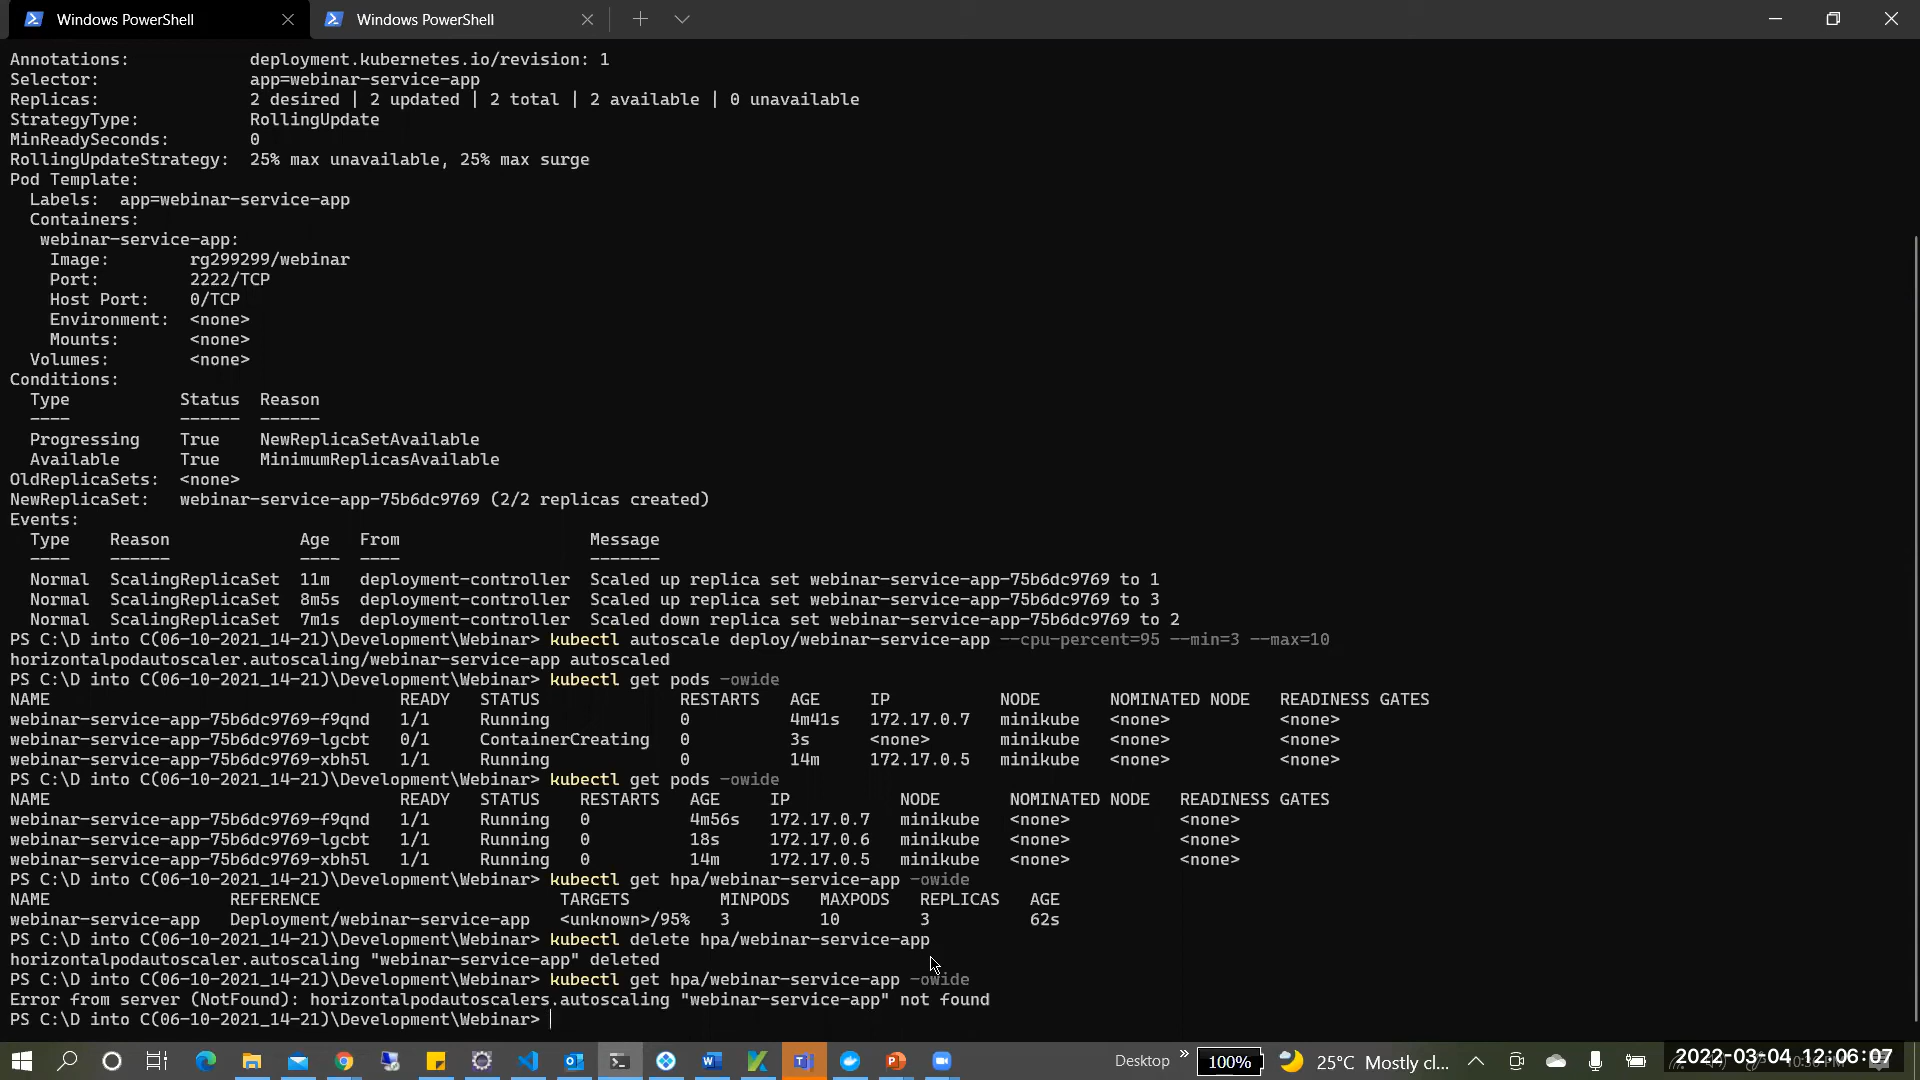 Windows PowerShell
Windows PowerShell
Annotations: deployment.kubernetes.io/revision: 1
Selector: app=webinar-service-app
Replicas: 2 desired | 2 updated | 2 total | 2 available | 0 unavailable
StrategyType: RollingUpdate
MinReadySeconds: 0
RollingUpdateStrategy: 25% max unavailable, 25% max surge
Pod Template:
Labels: app=webinar-service-app
Containers:
webinar-service-app:
Image: rg299299/webinar
Port: 2222/TCP
Host Port: 0/TCP
Environment: <none>
Mounts: <none>
Volumes: <none>
Conditions:
Type Status Reason
---- ------ ------
Progressing True NewReplicaSetAvailable
Available True MinimumReplicasAvailable
OldReplicaSets: <none>
NewReplicaSet: webinar-service-app-75b6dc9769 (2/2 replicas created)
Events:
Type Reason Age From Message
---- ------ ---- ---- -------
Normal ScalingReplicaSet 11m deployment-controller Scaled up replica set webinar-service-app-75b6dc9769 to 1
Normal ScalingReplicaSet 8m5s deployment-controller Scaled up replica set webinar-service-app-75b6dc9769 to 3
Normal ScalingReplicaSet 7m1s deployment-controller Scaled down replica set webinar-service-app-75b6dc9769 to 2
PS C:\D into C(06-10-2021_14-21)\Development\Webinar> kubectl autoscale deploy/webinar-service-app --cpu-percent=95 --min=3 --max=10
horizontalpodautoscaler.autoscaling/webinar-service-app autoscaled
PS C:\D into C(06-10-2021_14-21)\Development\Webinar> kubectl get pods -owide
NAME READY STATUS RESTARTS AGE IP NODE NOMINATED NODE READINESS GATES
webinar-service-app-75b6dc9769-f9qnd 1/1 Running 0 4m41s 172.17.0.7 minikube <none> <none>
webinar-service-app-75b6dc9769-lgcbt 0/1 ContainerCreating 0 3s <none> minikube <none> <none>
webinar-service-app-75b6dc9769-xbh5l 1/1 Running 0 14m 172.17.0.5 minikube <none> <none>
PS C:\D into C(06-10-2021_14-21)\Development\Webinar> kubectl get pods -owide
NAME READY STATUS RESTARTS AGE IP NODE NOMINATED NODE READINESS GATES
webinar-service-app-75b6dc9769-f9qnd 1/1 Running 0 4m56s 172.17.0.7 minikube <none> <none>
webinar-service-app-75b6dc9769-lgcbt 1/1 Running 0 18s 172.17.0.6 minikube <none> <none>
webinar-service-app-75b6dc9769-xbh5l 1/1 Running 0 14m 172.17.0.5 minikube <none> <none>
PS C:\D into C(06-10-2021_14-21)\Development\Webinar> kubectl get hpa/webinar-service-app -owide
NAME REFERENCE TARGETS MINPODS MAXPODS REPLICAS AGE
webinar-service-app Deployment/webinar-service-app <unknown>/95% 3 10 3 62s
PS C:\D into C(06-10-2021_14-21)\Development\Webinar> kubectl delete hpa/webinar-service-app
horizontalpodautoscaler.autoscaling "webinar-service-app" deleted
PS C:\D into C(06-10-2021_14-21)\Development\Webinar> kubectl get hpa/webinar-service-app -owide
Error from server (NotFound): horizontalpodautoscalers.autoscaling "webinar-service-app" not found
PS C:\D into C(06-10-2021_14-21)\Development\Webinar>
Desktop » 100% 25°C Mostly cl... 2022-03-04 12:06:07